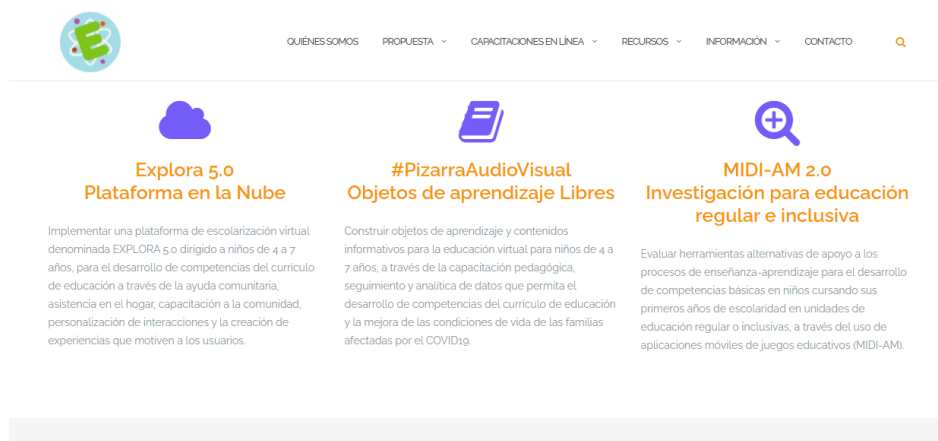 E
QUIÉNES SOMOS PROPUESTA CAPACITACIONES EN LÍNEA RECURSOS INFORMACIÓN CONTACTO
Explora 5.0
Plataforma en la Nube
Implementar una plataforma de escolarización virtual
denominada EXPLORA 5.0 dirigido a niños de 4 a 7
años, para el desarrollo de competencias del currículo
de educación a través de la ayuda comunitaria,
asistencia en el hogar, capacitación a la comunidad,
personalización de interacciones y la creación de
experiencias que motiven a los usuarios.
#PizarraAudioVisual
Objetos de aprendizaje Libres
Construir objetos de aprendizaje y contenidos
informativos para la educación virtual para niños de 4 a
7 años, a través de la capacitación pedagógica,
seguimiento y analítica de datos que permita el
desarrollo de competencias del currículo de educación
y la mejora de las condiciones de vida de las familias
afectadas por el COVID19.
MIDI-AM 2.0
Investigación para educación
regular e inclusiva
Evaluar herramientas alternativas de apoyo a los
procesos de enseñanza-aprendizaje para el desarrollo
de competencias básicas en niños cursando sus
primeros años de escolaridad en unidades de
educación regular o inclusivas, a través del uso de
aplicaciones móviles de juegos educativos (MIDI-AM).